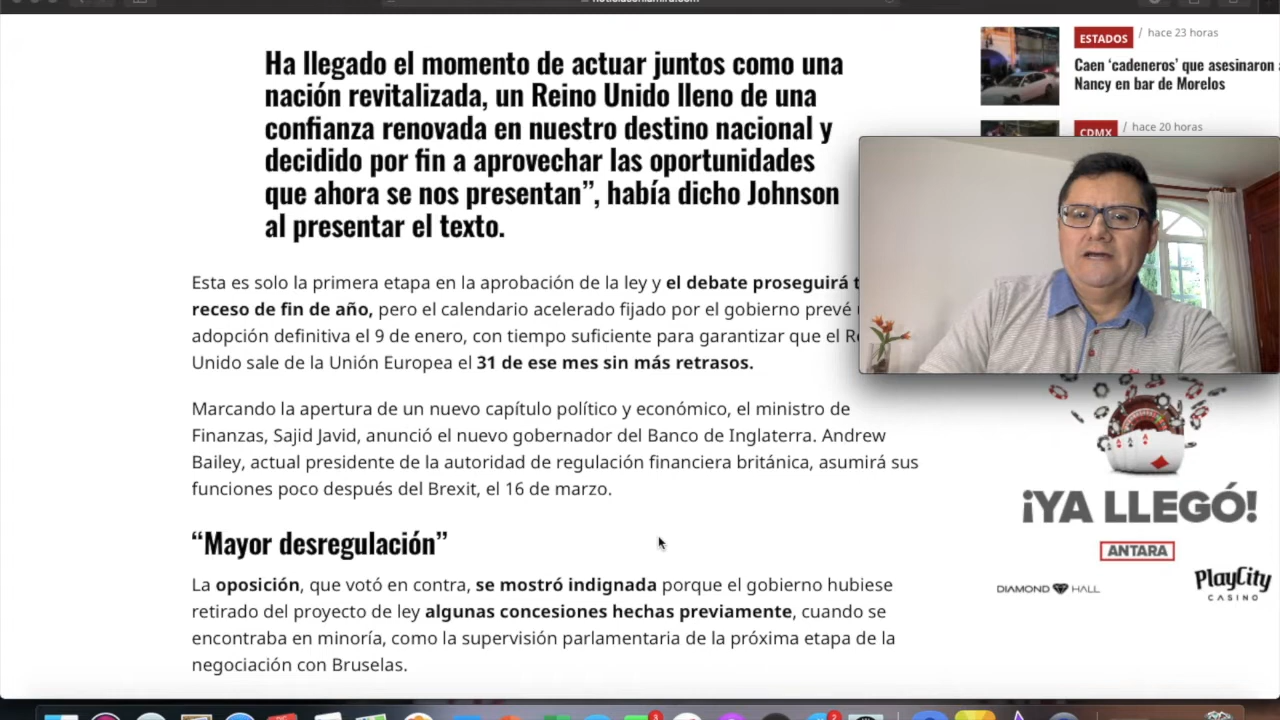 Ha llegado el momento de actuar juntos como una
nación revitalizada, un Reino Unido lleno de una
confianza renovada en nuestro destino nacional y
decidido por fin a aprovechar las oportunidades
que ahora se nos presentan”, había dicho Johnson
al presentar el texto.
Esta es solo la primera etapa en la aprobación de la ley y el debate proseguirá
receso de fin de año, pero el calendario acelerado fijado por el gobierno prevé
adopción definitiva el 9 de enero, con tiempo suficiente para garantizar que el
Unido sale de la Unión Europea el 31 de ese mes sin más retrasos.
Marcando la apertura de un nuevo capítulo político y económico, el ministro de
Finanzas, Sajid Javid, anunció el nuevo gobernador del Banco de Inglaterra. Andrew
Bailey, actual presidente de la autoridad de regulación financiera británica, asumirá sus
funciones poco después del Brexit, el 16 de marzo.
“Mayor desregulación”
La oposición, que votó en contra, se mostró indignada porque el gobierno hubiese
retirado del proyecto de ley algunas concesiones hechas previamente, cuando se
encontraba en minoría, como la supervisión parlamentaria de la próxima etapa de la
negociación con Bruselas.
ESTADOS / hace 23 horas
Caen ‘cadeneros’ que asesinaron a
Nancy en bar de Morelos
CDMX / hace 20 horas
¡YA LLEGÓ!
ANTARA
DIAMOND HALL
PlayCity
CASINO